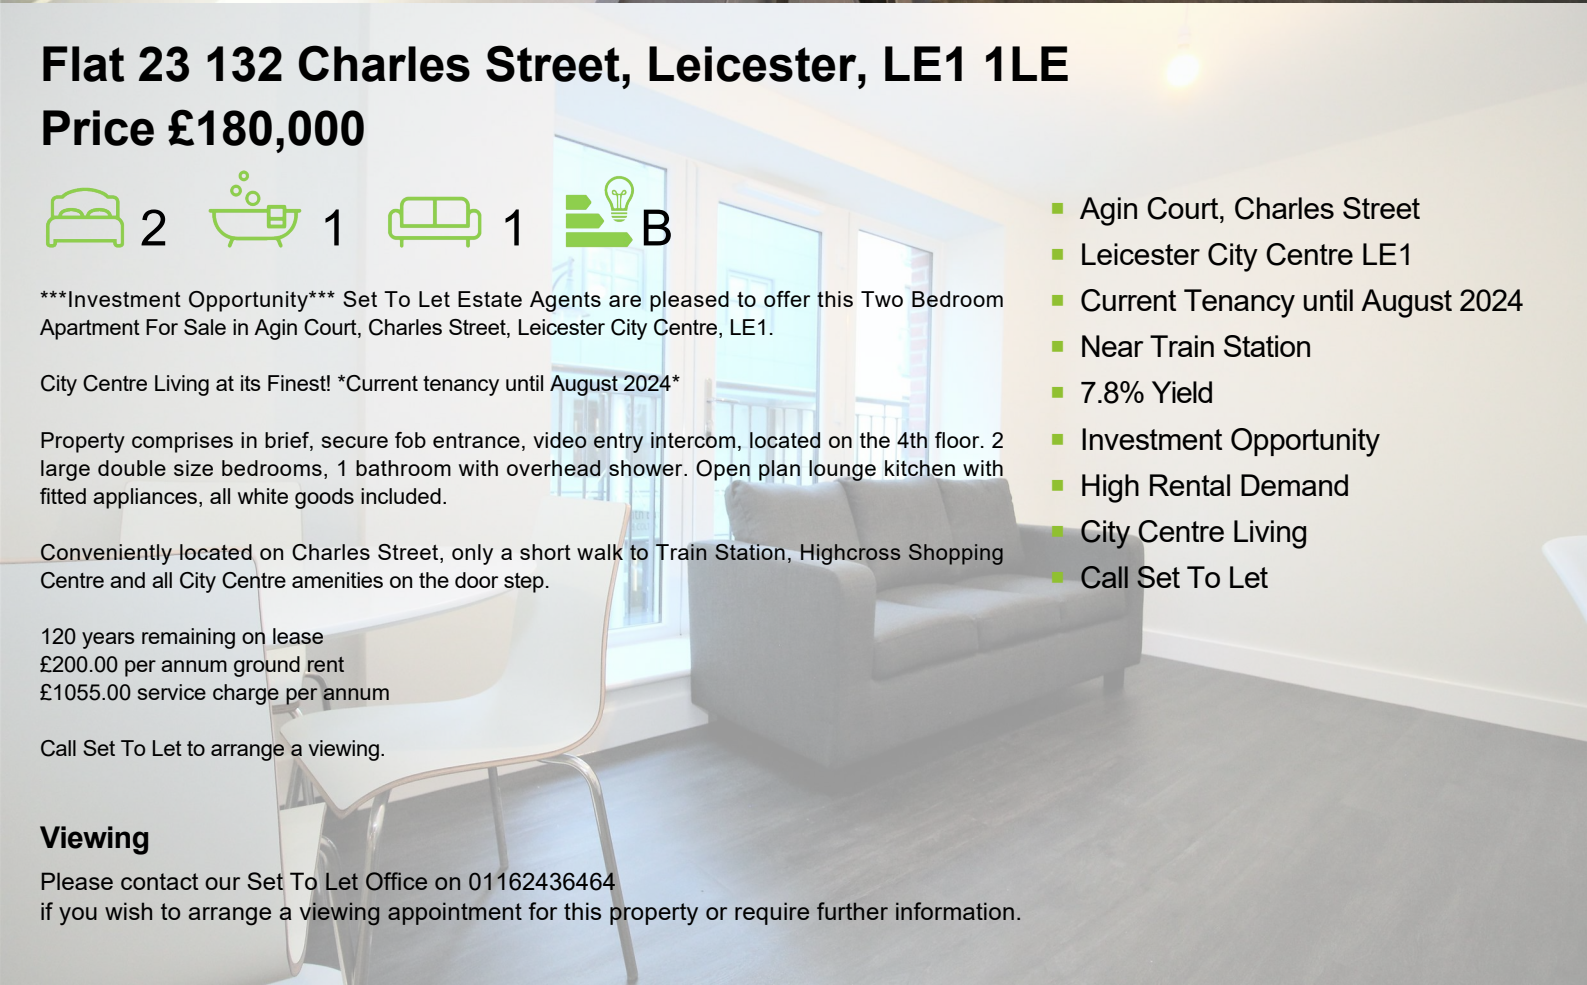 Flat 23 132 Charles Street, Leicester, LE1 1LE
Price £180,000
2 1 1 B
***Investment Opportunity*** Set To Let Estate Agents are pleased to offer this Two Bedroom
Apartment For Sale in Agin Court, Charles Street, Leicester City Centre, LE1.
City Centre Living at its Finest! *Current tenancy until August 2024*
Property comprises in brief, secure fob entrance, video entry intercom, located on the 4th floor. 2
large double size bedrooms, 1 bathroom with overhead shower. Open plan lounge kitchen with
fitted appliances, all white goods included.
Conveniently located on Charles Street, only a short walk to Train Station, Highcross Shopping
Centre and all City Centre amenities on the door step.
120 years remaining on lease
£200.00 per annum ground rent
£1055.00 service charge per annum
Call Set To Let to arrange a viewing.
Viewing
Please contact our Set To Let Office on 01162436464
if you wish to arrange a viewing appointment for this property or require further information.
Agin Court, Charles Street
Leicester City Centre LE1
Current Tenancy until August 2024
Near Train Station
7.8% Yield
Investment Opportunity
High Rental Demand
City Centre Living
Call Set To Let